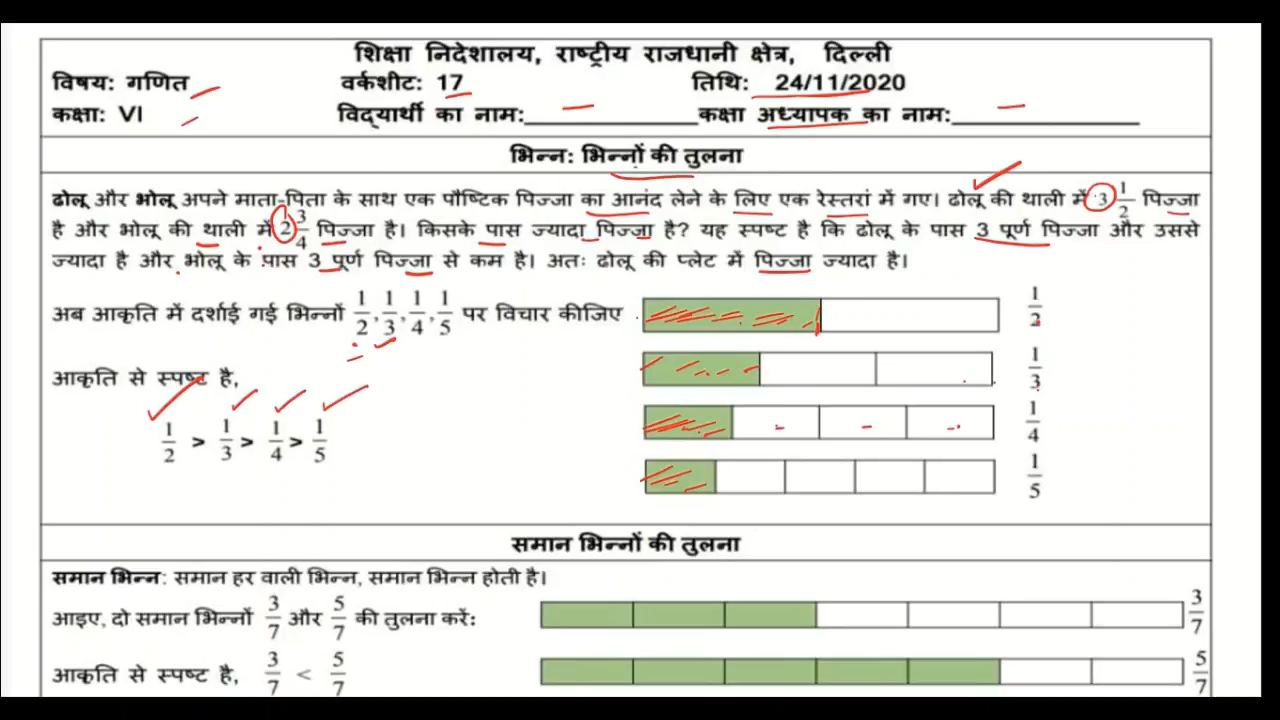 शिक्षा निदेशालय, राष्ट्रीय राजधानी क्षेत्र, दिल्ली
विषय: गणित वर्कशीट: 17 तिथि: 24/11/2020
कक्षा: VI विद्यार्थी का नाम:____________ कक्षा अध्यापक का नाम:____________
भिन्न: भिन्नों की तुलना
ढोलू और भोलू अपने माता-पिता के साथ एक पौष्टिक पिज्जा का आनंद लेने के लिए एक रेस्तरां में गए। ढोलू की थाली में 3 1/2 पिज्जा
है और भोलू की थाली में 2 3/4 पिज्जा है। किसके पास ज्यादा पिज्जा है? यह स्पष्ट है कि ढोलू के पास 3 पूर्ण पिज्जा और उससे
ज्यादा है और भोलू के पास 3 पूर्ण पिज्जा से कम है। अतः ढोलू की प्लेट में पिज्जा ज्यादा है।
अब आकृति में दर्शाई गई भिन्नों 1/2, 1/3, 1/4, 1/5 पर विचार कीजिए
1/2
1/3
आकृति से स्पष्ट है,
1/4
1/2 > 1/3 > 1/4 > 1/5
1/5
समान भिन्नों की तुलना
समान भिन्न: समान हर वाली भिन्न, समान भिन्न होती है।
आइए, दो समान भिन्नों 3/7 और 5/7 की तुलना करें: 3/7
आकृति से स्पष्ट है, 3/7 < 5/7 5/7